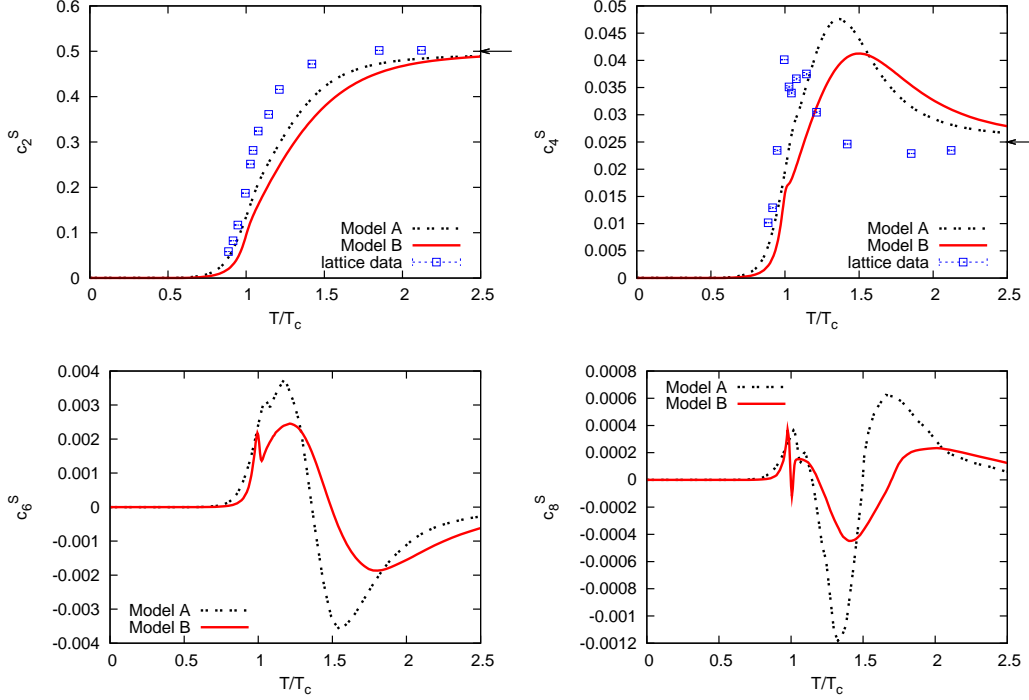 0.6
0.5
0.4
0.3
0.2
0.1
0
c2^S
Model A
Model B
lattice data
0 0.5 1 1.5 2 2.5
T/Tc
0.05
0.045
0.04
0.035
0.03
0.025
0.02
0.015
0.01
0.005
0
c4^S
Model A
Model B
lattice data
0 0.5 1 1.5 2 2.5
T/Tc
0.004
0.003
0.002
0.001
0
-0.001
-0.002
-0.003
-0.004
c6^S
Model A
Model B
0 0.5 1 1.5 2 2.5
T/Tc
0.0008
0.0006
0.0004
0.0002
0
-0.0002
-0.0004
-0.0006
-0.0008
-0.001
-0.0012
c8^S
Model A
Model B
0 0.5 1 1.5 2 2.5
T/Tc